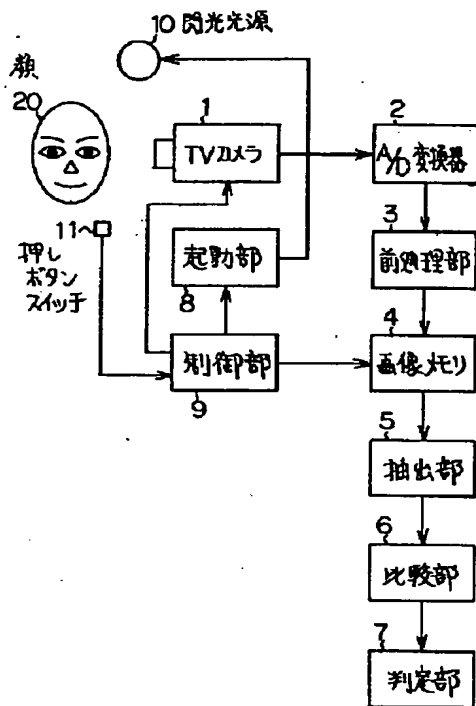 10 閃光光源
顔
20
1
TVカメラ
2
A/D変換器
11
押し
ボタン
スイッチ
起動部
8
3
前処理部
制御部
9
4
画像メモリ
5
抽出部
6
比較部
7
判定部